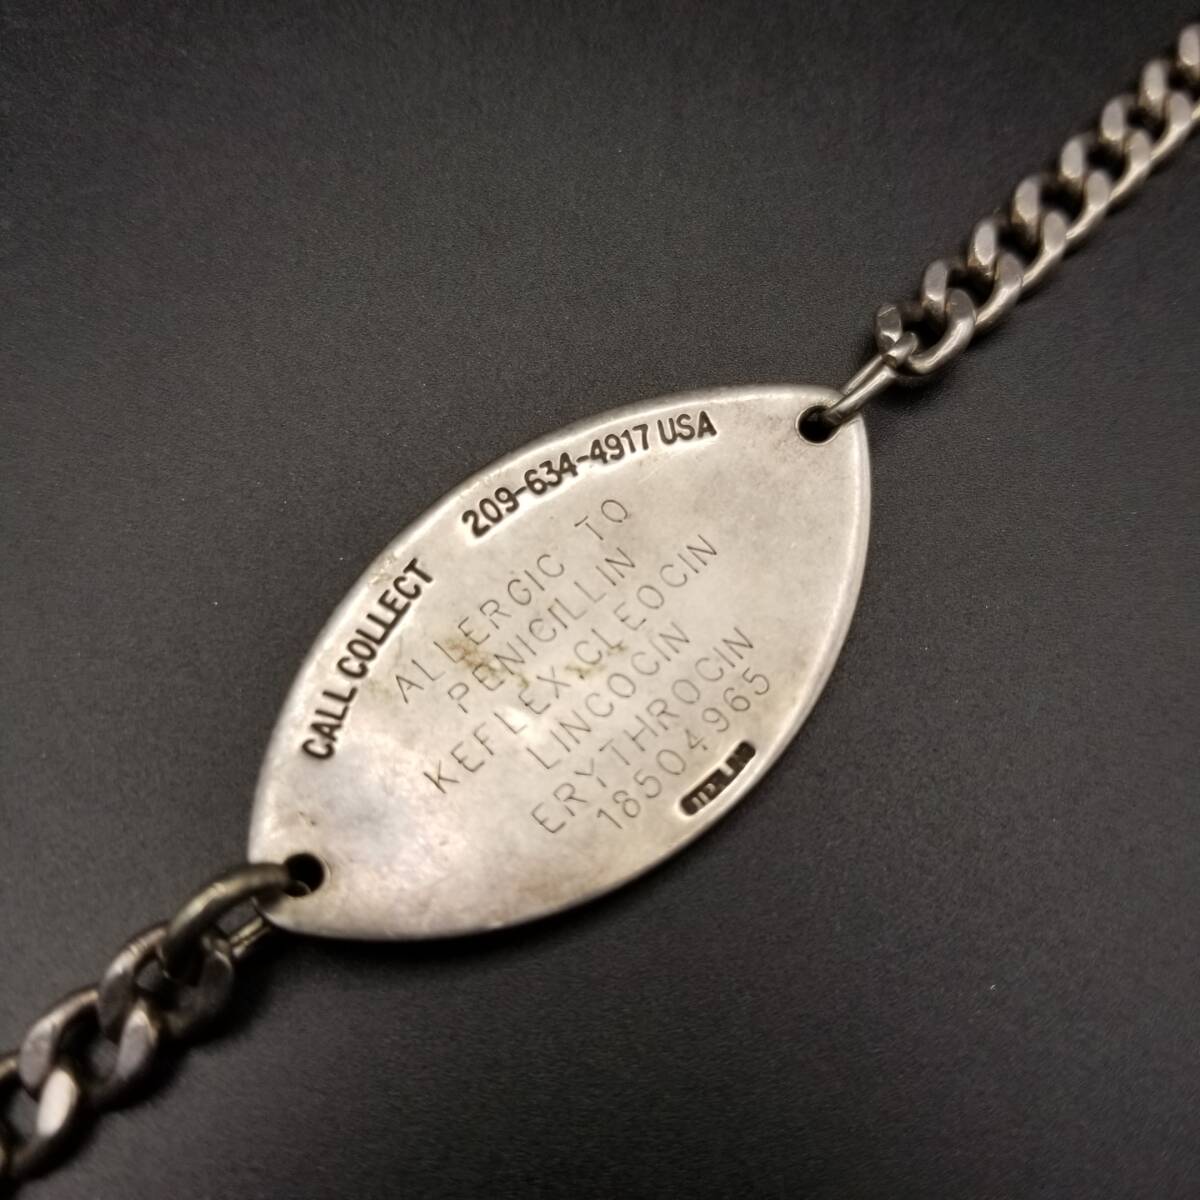 CALL COLLECT 209-634-4917 USA
ALLERGIC TO
PENICILLIN
KEFLEX CLEOCIN
LINCOCIN
ERYTHROCIN
18504965